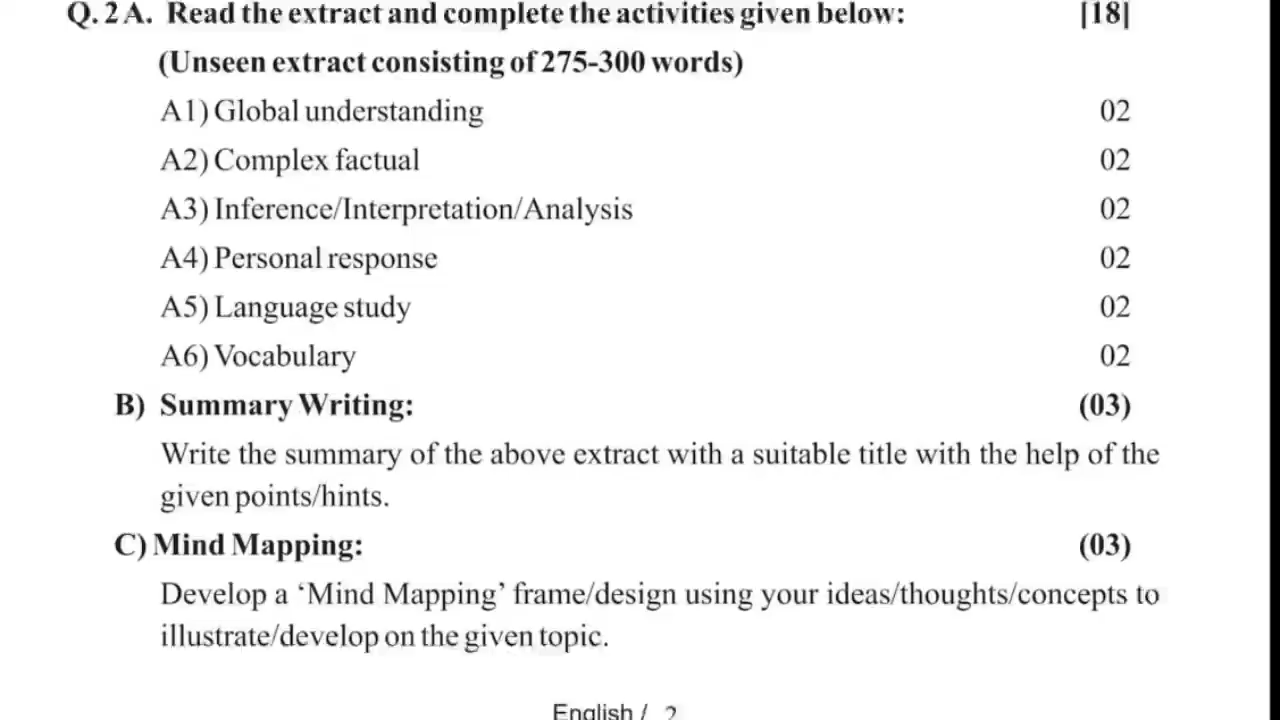 Q. 2 A. Read the extract and complete the activities given below: [18]
(Unseen extract consisting of 275-300 words)
A1) Global understanding 02
A2) Complex factual 02
A3) Inference/Interpretation/Analysis 02
A4) Personal response 02
A5) Language study 02
A6) Vocabulary 02
B) Summary Writing: (03)
Write the summary of the above extract with a suitable title with the help of the
given points/hints.
C) Mind Mapping: (03)
Develop a ‘Mind Mapping’ frame/design using your ideas/thoughts/concepts to
illustrate/develop on the given topic.
English / 2